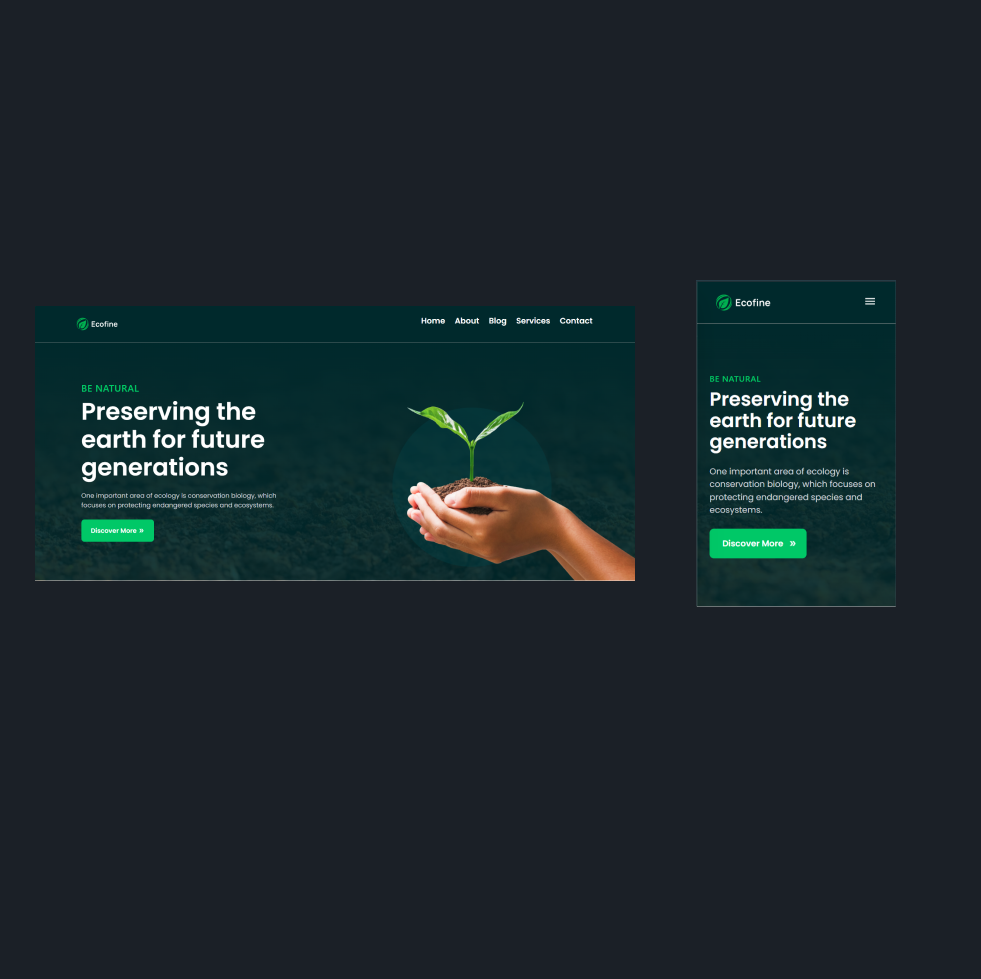 Ecofine
Home About Blog Services Contact
BE NATURAL
Preserving the
earth for future
generations
One important area of ecology is conservation biology, which
focuses on protecting endangered species and ecosystems.
Discover More »
Ecofine
BE NATURAL
Preserving the
earth for future
generations
One important area of ecology is
conservation biology, which focuses on
protecting endangered species and
ecosystems.
Discover More »